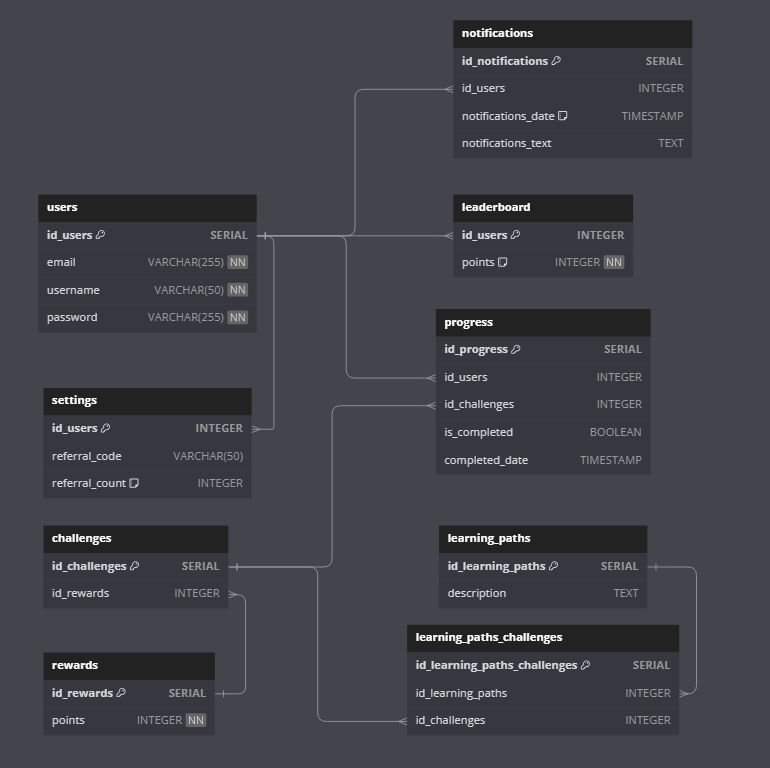 notifications
id_notifications SERIAL
id_users INTEGER
notifications_date TIMESTAMP
notifications_text TEXT
users
id_users SERIAL
email VARCHAR(255) NN
username VARCHAR(50) NN
password VARCHAR(255) NN
leaderboard
id_users INTEGER
points INTEGER NN
progress
id_progress SERIAL
id_users INTEGER
id_challenges INTEGER
is_completed BOOLEAN
completed_date TIMESTAMP
settings
id_users INTEGER
referral_code VARCHAR(50)
referral_count INTEGER
challenges
id_challenges SERIAL
id_rewards INTEGER
learning_paths
id_learning_paths SERIAL
description TEXT
rewards
id_rewards SERIAL
points INTEGER NN
learning_paths_challenges
id_learning_paths_challenges SERIAL
id_learning_paths INTEGER
id_challenges INTEGER